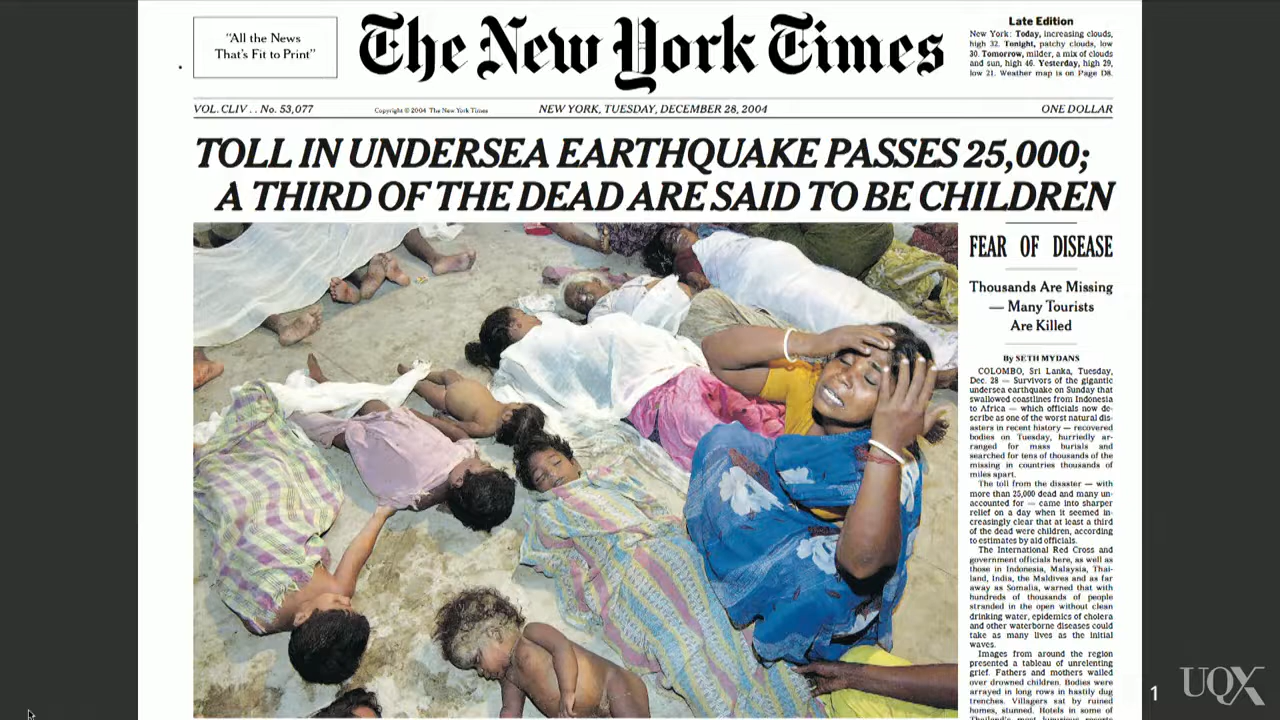 “All the News
That’s Fit to Print”
The New York Times
Late Edition
New York: Today, increasing clouds,
high 32. Tonight, patchy clouds, low
30. Tomorrow, milder, a mix of clouds
and sun, high 46. Yesterday, high 29,
low 21. Weather map is on Page D8.
VOL. CLIV . . No. 53,077
Copyright © 2004 The New York Times
NEW YORK, TUESDAY, DECEMBER 28, 2004
ONE DOLLAR
TOLL IN UNDERSEA EARTHQUAKE PASSES 25,000;
A THIRD OF THE DEAD ARE SAID TO BE CHILDREN
FEAR OF DISEASE
Thousands Are Missing
— Many Tourists
Are Killed
By SETH MYDANS
COLOMBO, Sri Lanka, Tuesday,
Dec. 28 — Survivors of the gigantic
undersea earthquake on Sunday that
swallowed coastlines from Indonesia
to Africa — which officials now de-
scribe as one of the worst natural dis-
asters in recent history — recovered
bodies on Tuesday, hurriedly ar-
ranged for mass burials and
searched for tens of thousands of the
missing in countries thousands of
miles apart.
The toll from the disaster — with
more than 25,000 dead and many un-
accounted for — came into sharper
relief on a day when it seemed in-
creasingly clear that at least a third
of the dead were children, according
to estimates by aid officials.
The International Red Cross and
government officials here, as well as
those in Indonesia, Malaysia, Thai-
land, India, the Maldives and as far
away as Somalia, warned that with
hundreds of thousands of people
stranded in the open without clean
drinking water, epidemics of cholera
and other waterborne diseases could
take as many lives as the initial
waves.
Images from around the region
presented a tableau of unrelenting
grief. Fathers and mothers wailed
over drowned children. Bodies were
arrayed in long rows in hastily dug
trenches. Villagers sat by ruined
homes, stunned. Hotels in some of
Thailand's most luxurious resorts
1
UQX